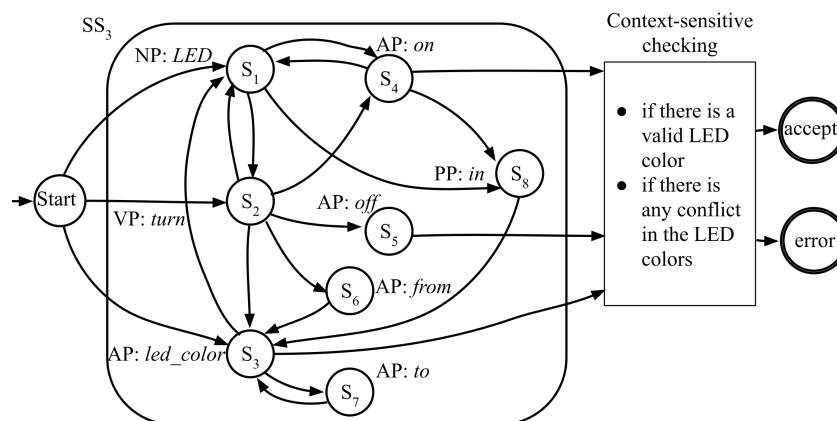 SS3
Context-sensitive
checking
NP: LED
AP: on
S1
S4
● if there is a
valid LED
color
● if there is
any conflict
in the LED
colors
accept
PP: in
S8
Start
S2
AP: off
VP: turn
S5
error
S6
AP: from
AP: led_color
S3
AP: to
S7